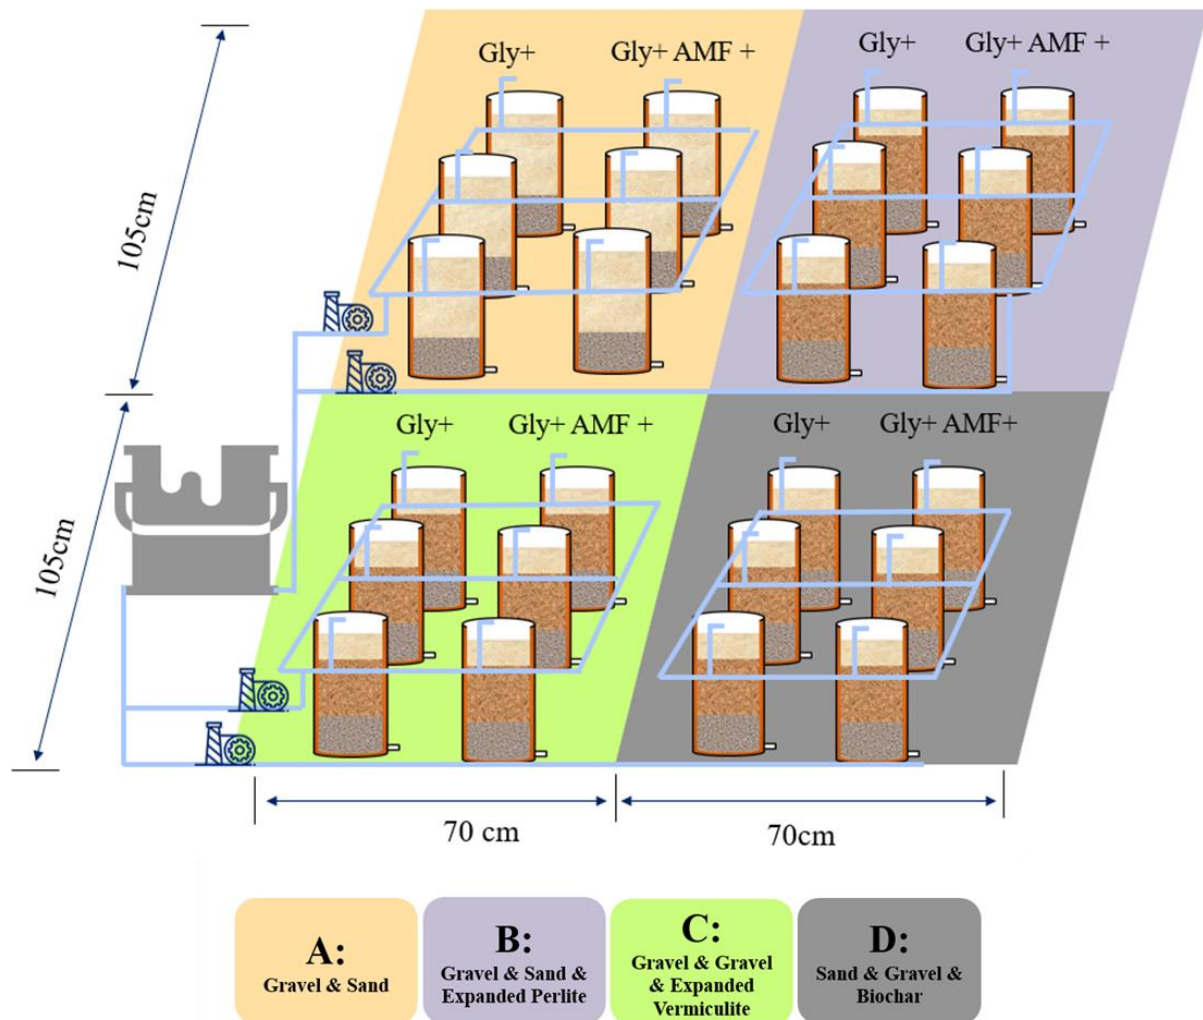 Gly+
Gly+ AMF +
Gly+
Gly+ AMF +
105cm
Gly+
Gly+ AMF +
Gly+
Gly+ AMF+
105cm
70 cm
70cm
A:
Gravel & Sand
B:
Gravel & Sand &
Expanded Perlite
C:
Gravel & Gravel
& Expanded
Vermiculite
D:
Sand & Gravel &
Biochar